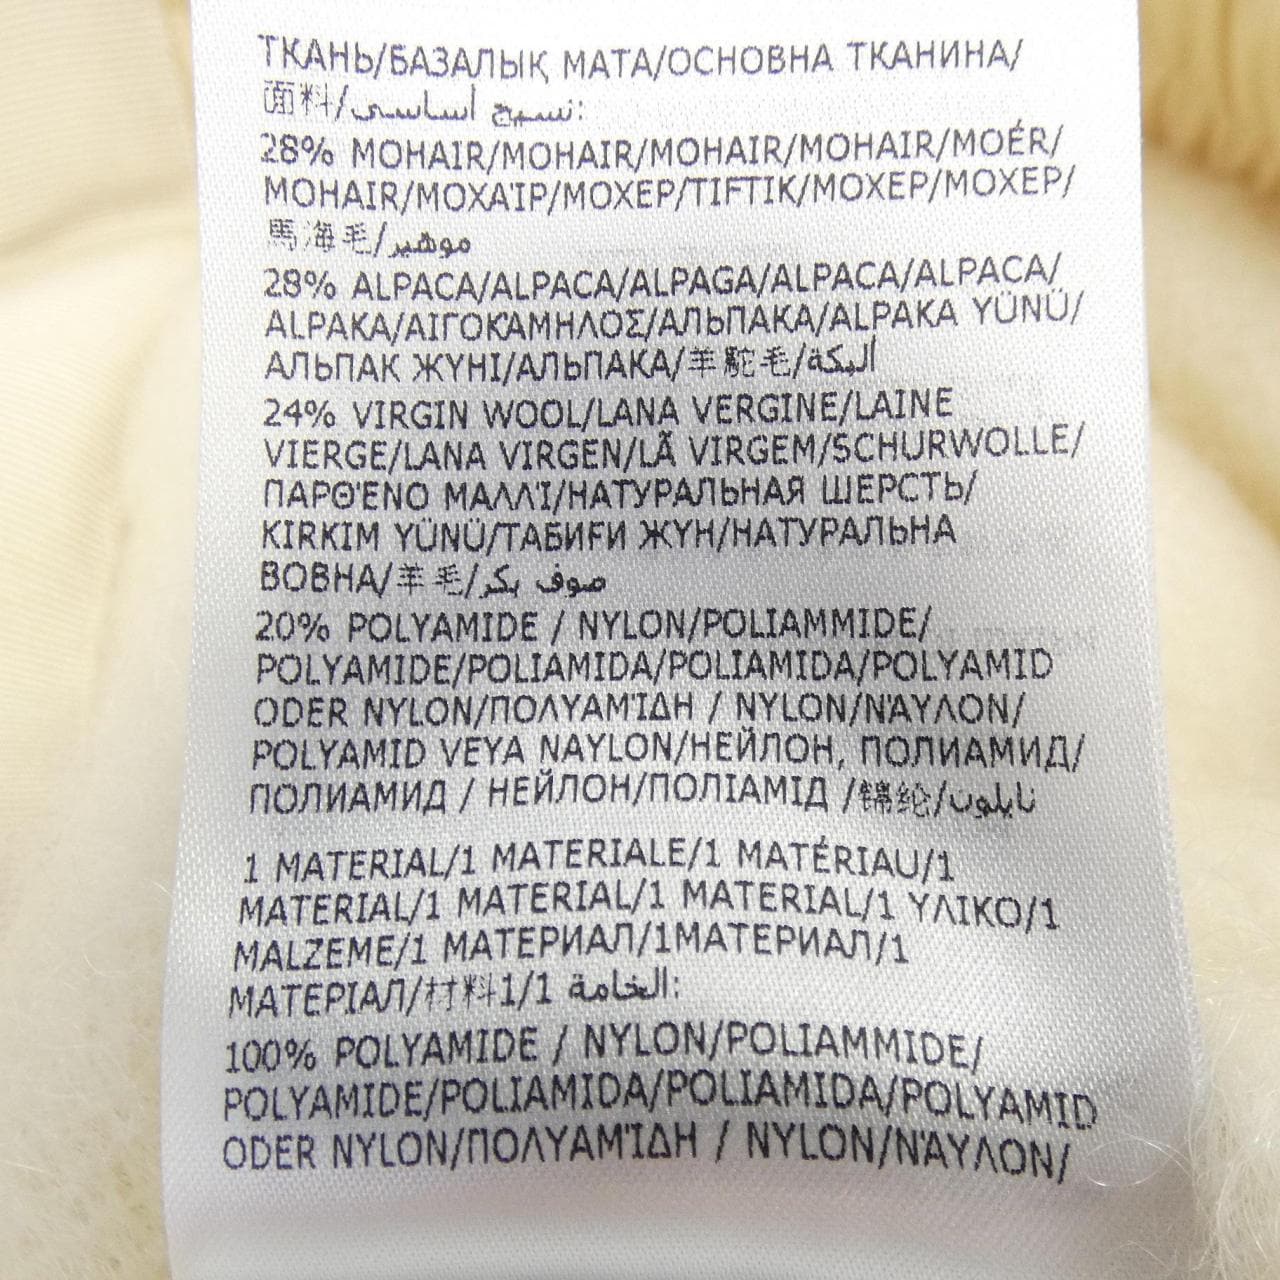 ТКАНЬ/БАЗАЛЫҚ МАТА/ОСНОВНА ТКАНИНА/
面料/نسيج أساسي:
28% MOHAIR/MOHAIR/MOHAIR/MOHAIR/MOÉR/
MOHAIR/ΜΟΧΑΊΡ/МОХЕР/TIFTIK/МОХЕР/МОХЕР/
馬海毛/موهير
28% ALPACA/ALPACA/ALPAGA/ALPACA/ALPACA/
ALPAKA/ΑΙΓΟΚΆΜΗΛΟΣ/АЛЬПАКА/ALPAKA YÜNÜ/
АЛЬПАК ЖҮНІ/АЛЬПАКА/羊駝毛/ألبكة
24% VIRGIN WOOL/LANA VERGINE/LAINE
VIERGE/LANA VIRGEN/LÃ VIRGEM/SCHURWOLLE/
ΠΑΡΘΈΝΟ ΜΑΛΛΊ/НАТУРАЛЬНАЯ ШЕРСТЬ/
KIRKIM YÜNÜ/ТАБИҒИ ЖҮН/НАТУРАЛЬНА
ВОВНА/羊毛/صوف بكر
20% POLYAMIDE / NYLON/POLIAMMIDE/
POLYAMIDE/POLIAMIDA/POLIAMIDA/POLYAMID
ODER NYLON/ΠΟΛΥΑΜΊΔΗ / NYLON/ΝΆΥΛΟΝ/
POLYAMID VEYA NAYLON/НЕЙЛОН, ПОЛИАМИД/
ПОЛИАМИД / НЕЙЛОН/ПОЛІАМІД /锦纶/نايلون
1 MATERIAL/1 MATERIALE/1 MATÉRIAU/1
MATERIAL/1 MATERIAL/1 MATERIAL/1 ΥΛΙΚΟ/1
MALZEME/1 МАТЕРИАЛ/1МАТЕРИАЛ/1
МАТЕРІАЛ/材料1/1 الخامة:
100% POLYAMIDE / NYLON/POLIAMMIDE/
POLYAMIDE/POLIAMIDA/POLIAMIDA/POLYAMID
ODER NYLON/ΠΟΛΥΑΜΊΔΗ / NYLON/ΝΆΥΛΟΝ/